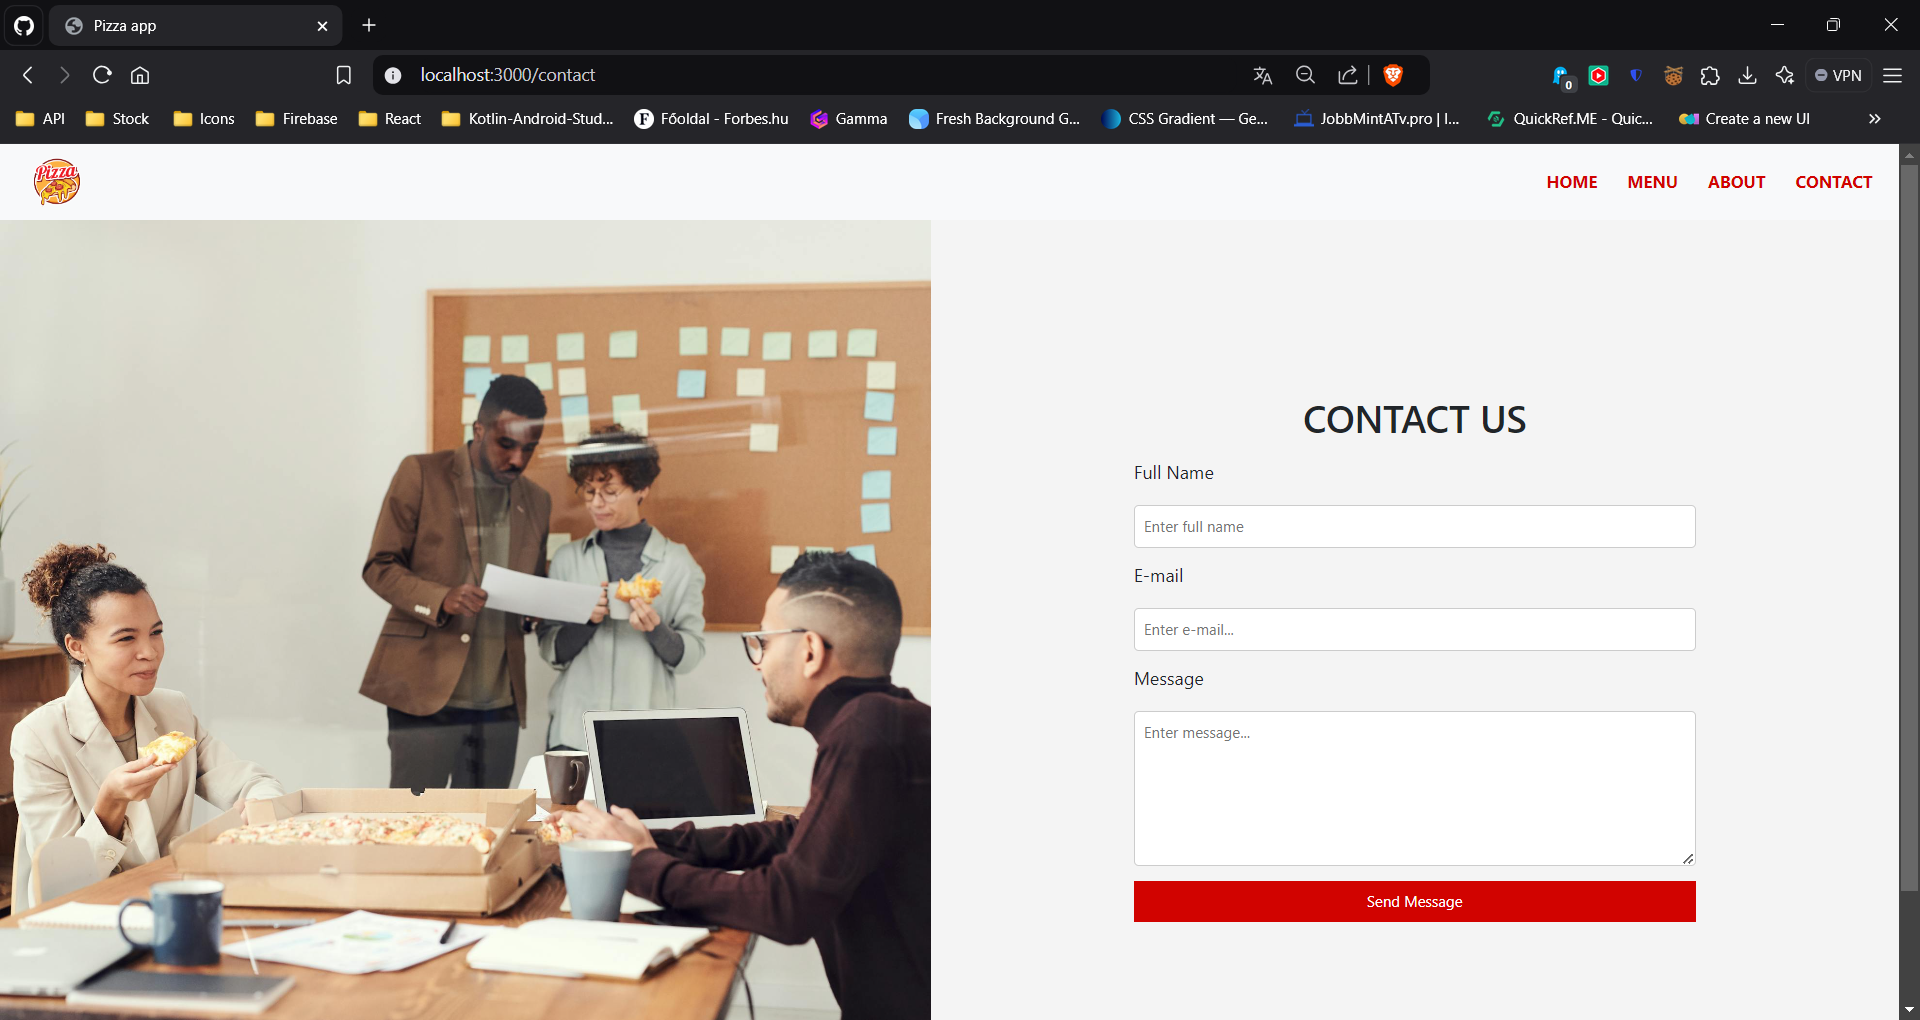 Pizza app
localhost:3000/contact
0
VPN
API
Stock
Icons
Firebase
React
Kotlin-Android-Stud...
Főoldal - Forbes.hu
Gamma
Fresh Background G...
CSS Gradient — Ge...
JobbMintATv.pro | I...
QuickRef.ME - Quic...
Create a new UI
Pizza
HOME
MENU
ABOUT
CONTACT
CONTACT US
Full Name
Enter full name
E-mail
Enter e-mail...
Message
Enter message...
Send Message